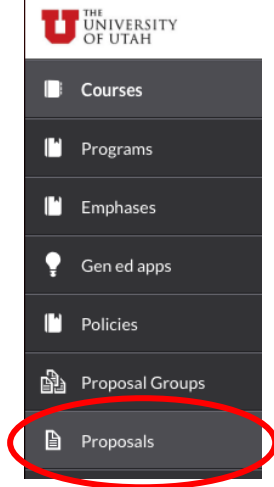 THE
UNIVERSITY
OF UTAH
Courses
Programs
Emphases
Gen ed apps
Policies
Proposal Groups
Proposals